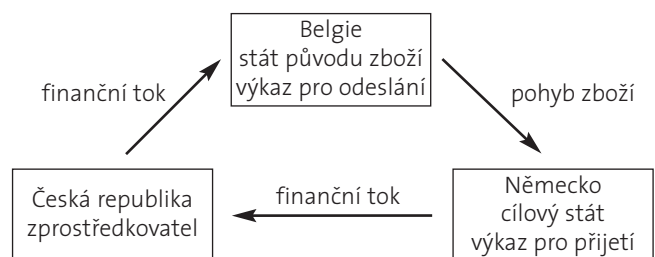 Belgie
stát původu zboží
výkaz pro odeslání
finanční tok
pohyb zboží
Česká republika
zprostředkovatel
finanční tok
Německo
cílový stát
výkaz pro přijetí